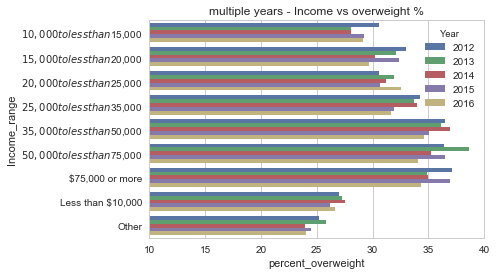 multiple years - Income vs overweight %
Income_range
10,000tolessthan15,000
15,000tolessthan20,000
20,000tolessthan25,000
25,000tolessthan35,000
35,000tolessthan50,000
50,000tolessthan75,000
$75,000 or more
Less than $10,000
Other
Year
2012
2013
2014
2015
2016
10 15 20 25 30 35 40
percent_overweight